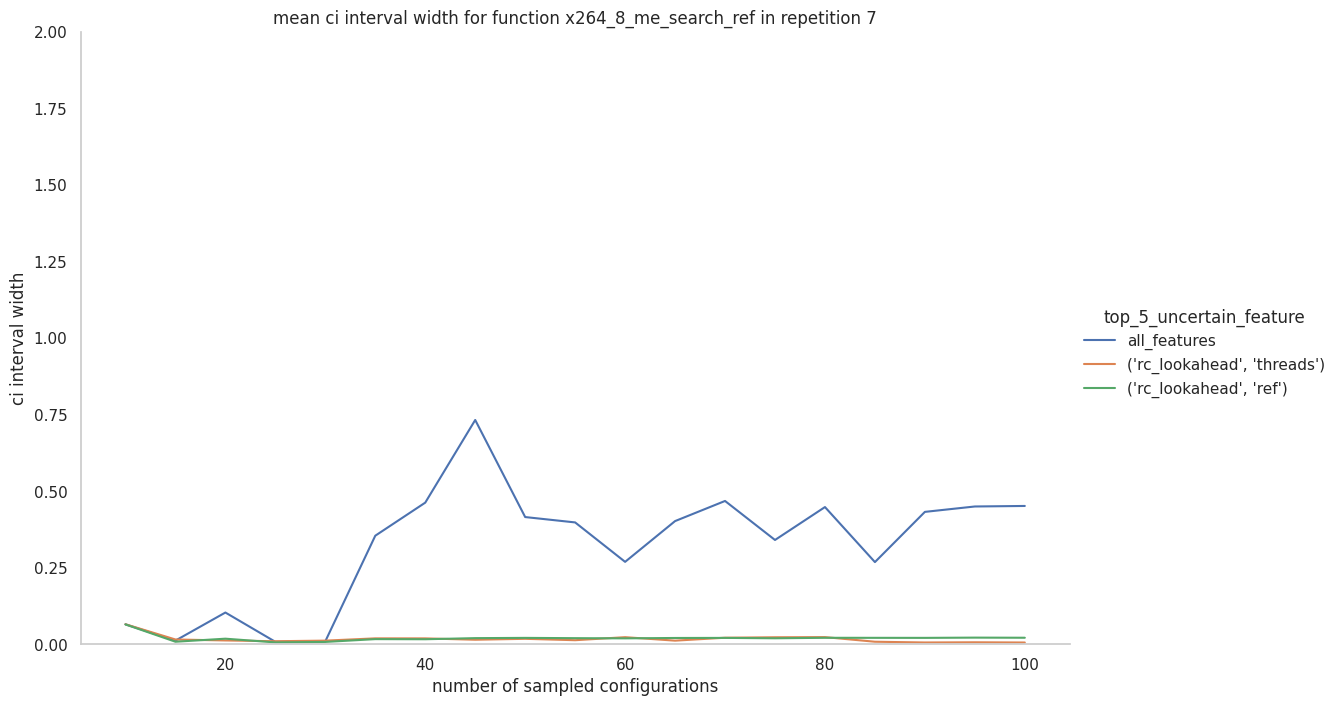 mean ci interval width for function x264_8_me_search_ref in repetition 7
2.00
1.75
1.50
1.25
1.00
0.75
0.50
0.25
0.00
ci interval width
20
40
60
80
100
number of sampled configurations
top_5_uncertain_feature
all_features
('rc_lookahead', 'threads')
('rc_lookahead', 'ref')